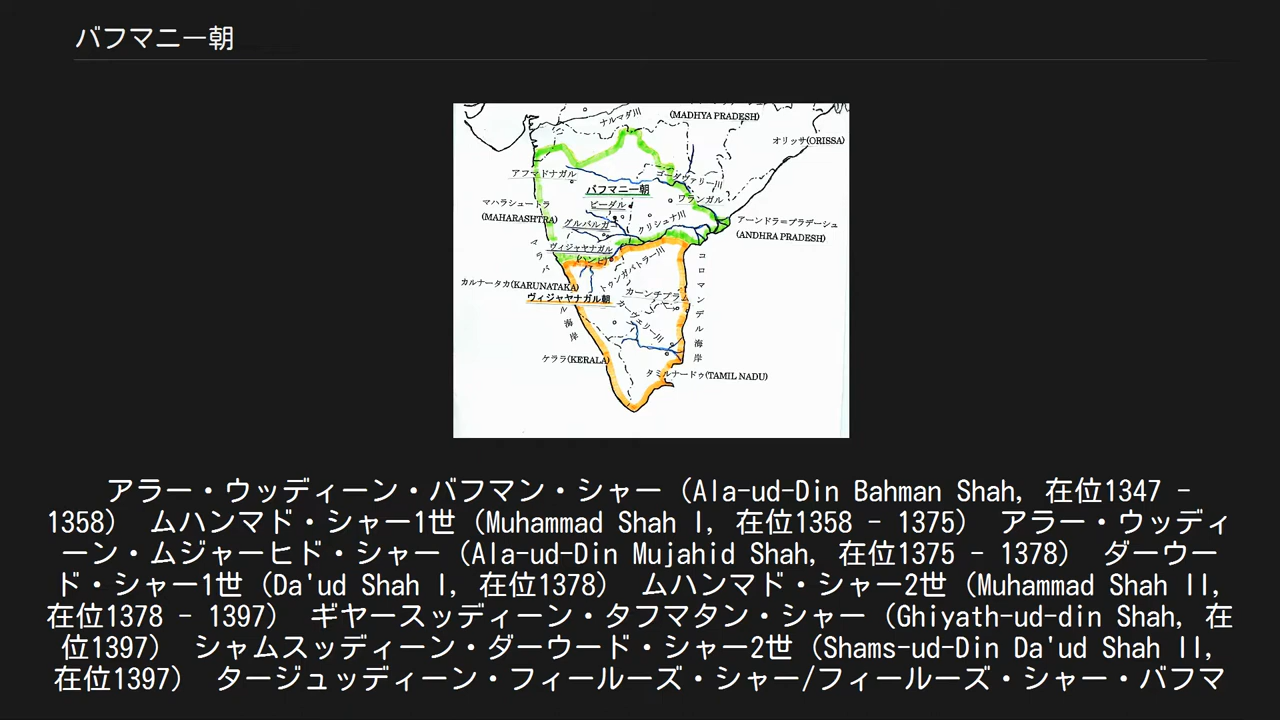 バフマニー朝
ナルマダ川
(MADHYA PRADESH)
オリッサ(ORISSA)
アフマドナガル
ゴーダヴァリー川
バフマニー朝
ビーダル
ワランガル
マハラシュートラ
(MAHARASHTRA)
グルバルガ
クリシュナ川
アーンドラ=プラデーシュ
(ANDHRA PRADESH)
ヴィジャヤナガル
(ハンピ)
トゥンガバドラー川
カルナータカ(KARUNATAKA)
ヴィジャヤナガル朝
カーンチプラム
カーヴェリー川
コロマンデル海岸
ケララ(KERALA)
タミルナードゥ(TAMIL NADU)
アラー・ウッディーン・バフマン・シャー（Ala-ud-Din Bahman Shah, 在位1347 -
1358） ムハンマド・シャー1世（Muhammad Shah I, 在位1358 - 1375） アラー・ウッディ
ーン・ムジャーヒド・シャー（Ala-ud-Din Mujahid Shah, 在位1375 - 1378） ダーウー
ド・シャー1世（Da'ud Shah I, 在位1378） ムハンマド・シャー2世（Muhammad Shah II,
在位1378 - 1397） ギヤースッディーン・タフマタン・シャー（Ghiyath-ud-din Shah, 在
位1397） シャムスッディーン・ダーウード・シャー2世（Shams-ud-Din Da'ud Shah II,
在位1397） タージュッディーン・フィールーズ・シャー/フィールーズ・シャー・バフマ